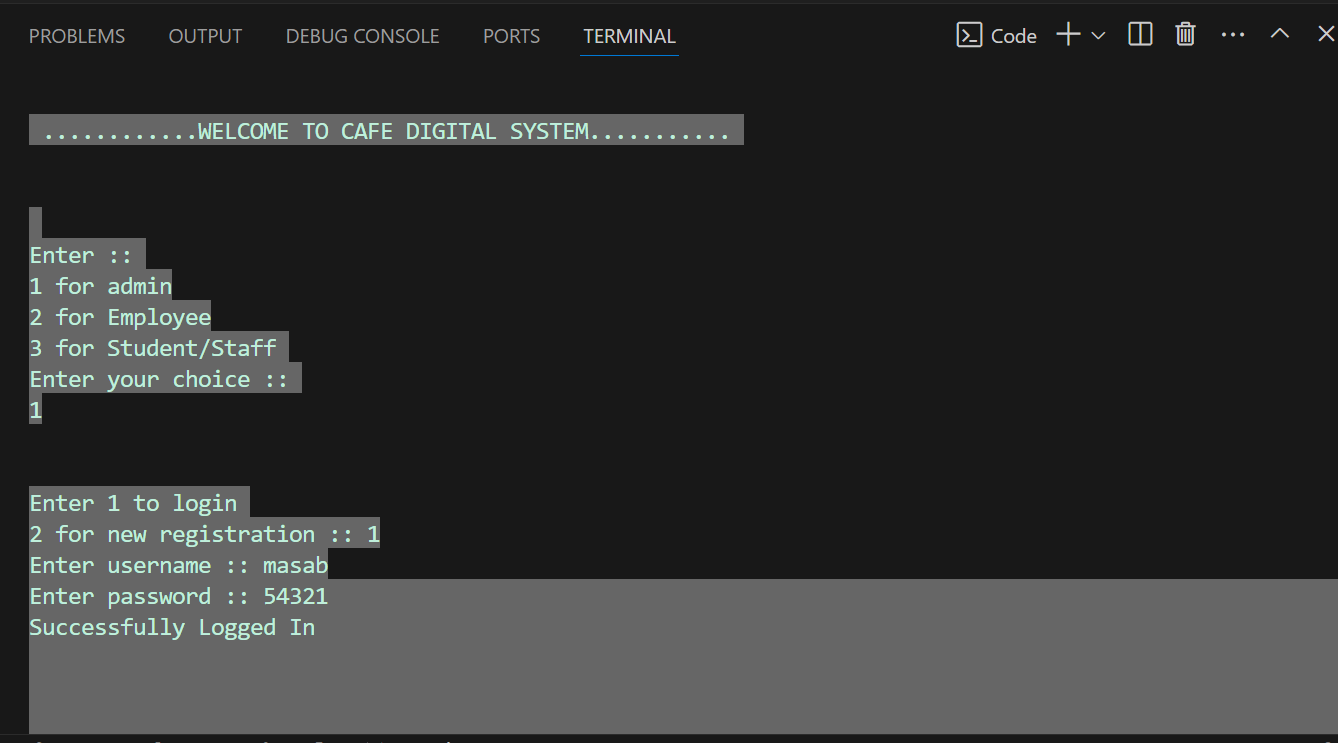 PROBLEMS OUTPUT DEBUG CONSOLE PORTS TERMINAL Code
............WELCOME TO CAFE DIGITAL SYSTEM...........
Enter ::
1 for admin
2 for Employee
3 for Student/Staff
Enter your choice ::
1
Enter 1 to login
2 for new registration :: 1
Enter username :: masab
Enter password :: 54321
Successfully Logged In